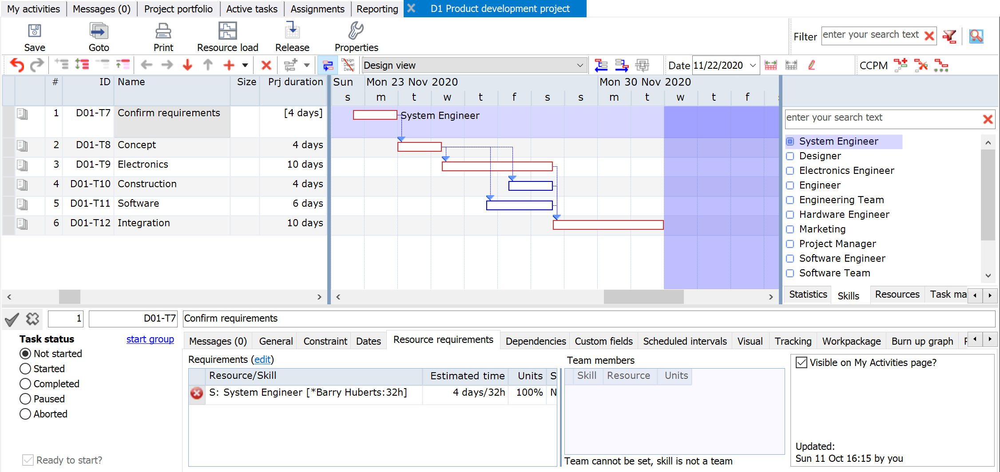 My activities Messages (0) Project portfolio Active tasks Assignments Reporting D1 Product development project
Save Goto Print Resource load Release Properties Filter enter your search text
Design view Date 11/22/2020 CCPM
Design
Devel
Devel
# ID Name Size Prj duration Sun Mon 23 Nov 2020 Mon 30 Nov 2020
s m t w t f s s m t w t f
1 D01-T7 Confirm requirements [4 days] System Engineer
2 D01-T8 Concept 4 days
3 D01-T9 Electronics 10 days
4 D01-T10 Construction 4 days
5 D01-T11 Software 6 days
6 D01-T12 Integration 10 days
enter your search text
System Engineer
Designer
Electronics Engineer
Engineer
Engineering Team
Hardware Engineer
Marketing
Project Manager
Software Engineer
Software Team
Statistics Skills Resources Task ma
1 D01-T7 Confirm requirements
Task status start group
Not started
Started
Completed
Paused
Aborted
Ready to start?
Messages (0) General Constraint Dates Resource requirements Dependencies Custom fields Scheduled intervals Visual Tracking Workpackage Burn up graph
Requirements (edit)
Resource/Skill Estimated time Units S
S: System Engineer [*Barry Huberts:32h] 4 days/32h 100% N
Team members
Skill Resource Units
Team cannot be set, skill is not a team
Visible on My Activities page?
Updated:
Sun 11 Oct 16:15 by you